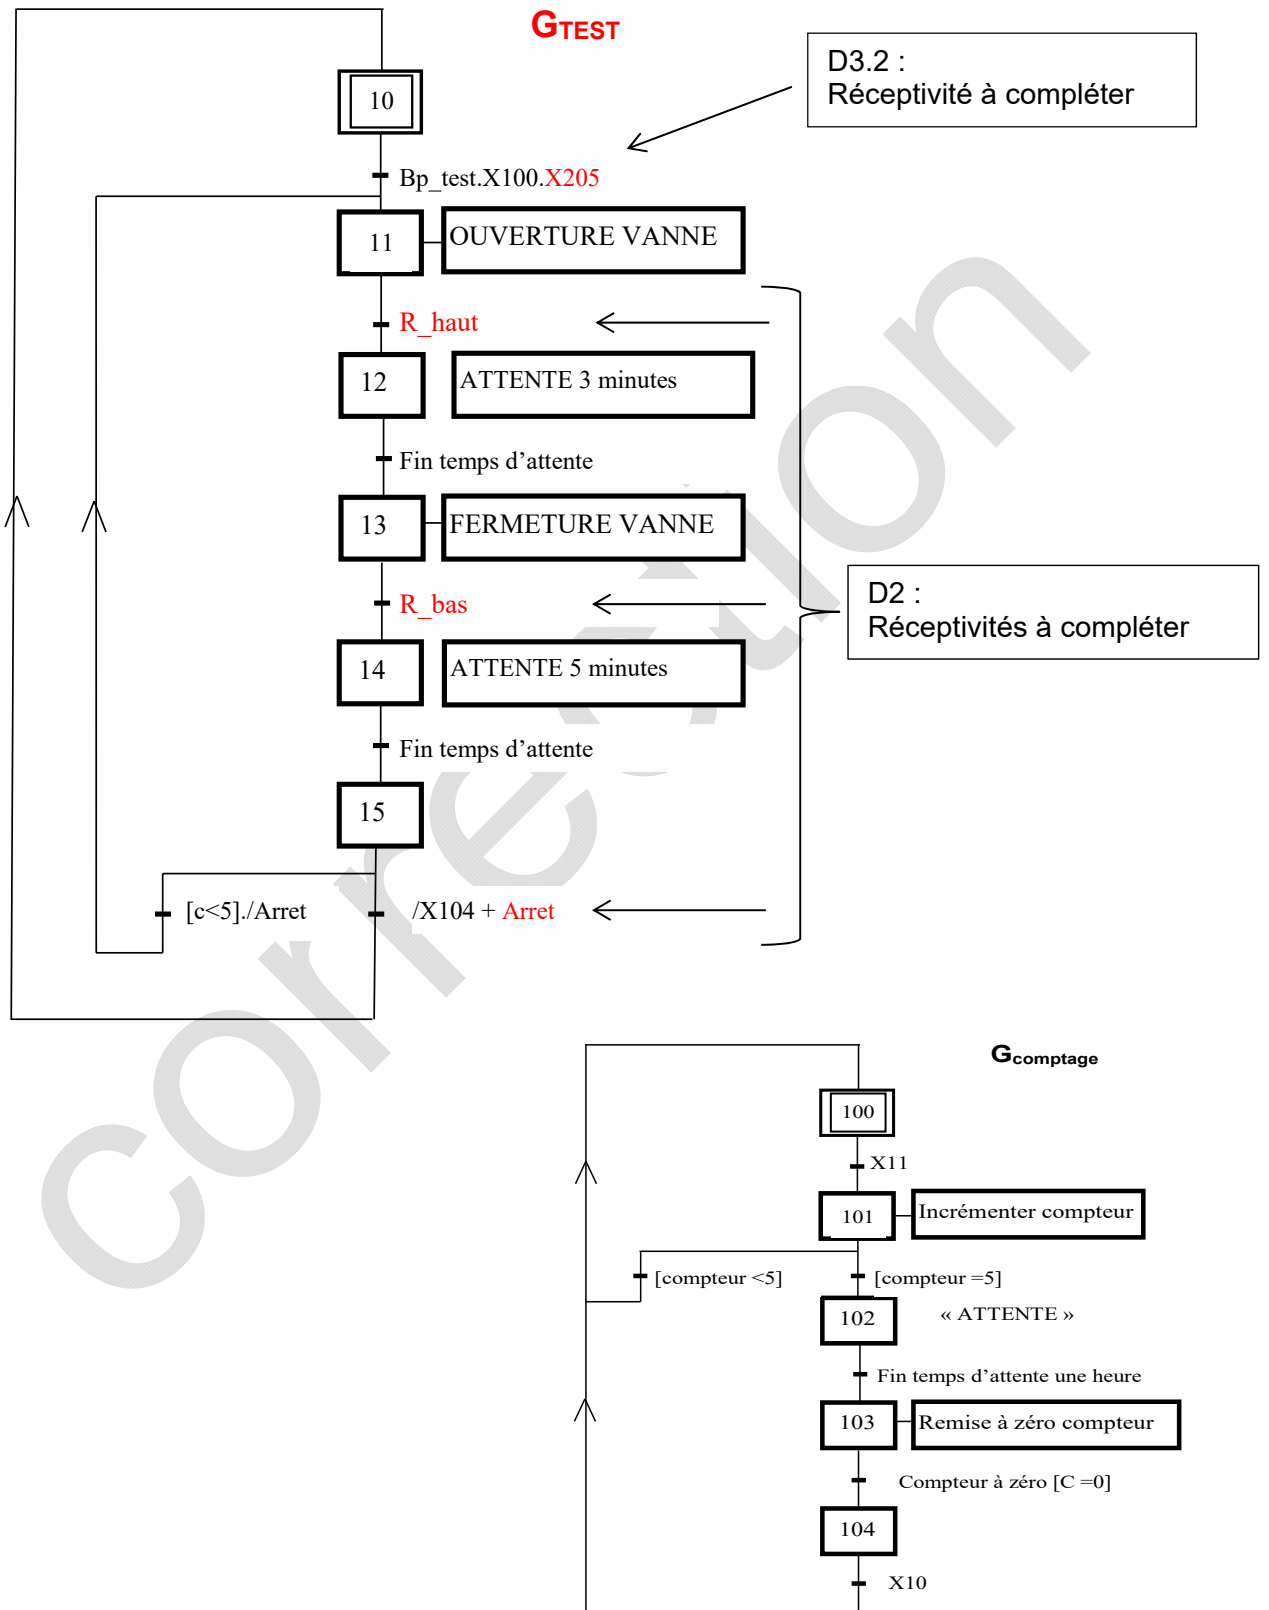 GTEST
D3.2 :
Réceptivité à compléter
10
Bp_test.X100.X205
11
OUVERTURE VANNE
R_haut
12
ATTENTE 3 minutes
Fin temps d'attente
13
FERMETURE VANNE
R_bas
D2 :
Réceptivités à compléter
14
ATTENTE 5 minutes
Fin temps d'attente
15
[c<5]./Arret
/X104 + Arret
correction
Gcomptage
100
X11
101
Incrémenter compteur
[compteur <5]
[compteur =5]
102
« ATTENTE »
Fin temps d'attente une heure
103
Remise à zéro compteur
Compteur à zéro [C =0]
104
X10